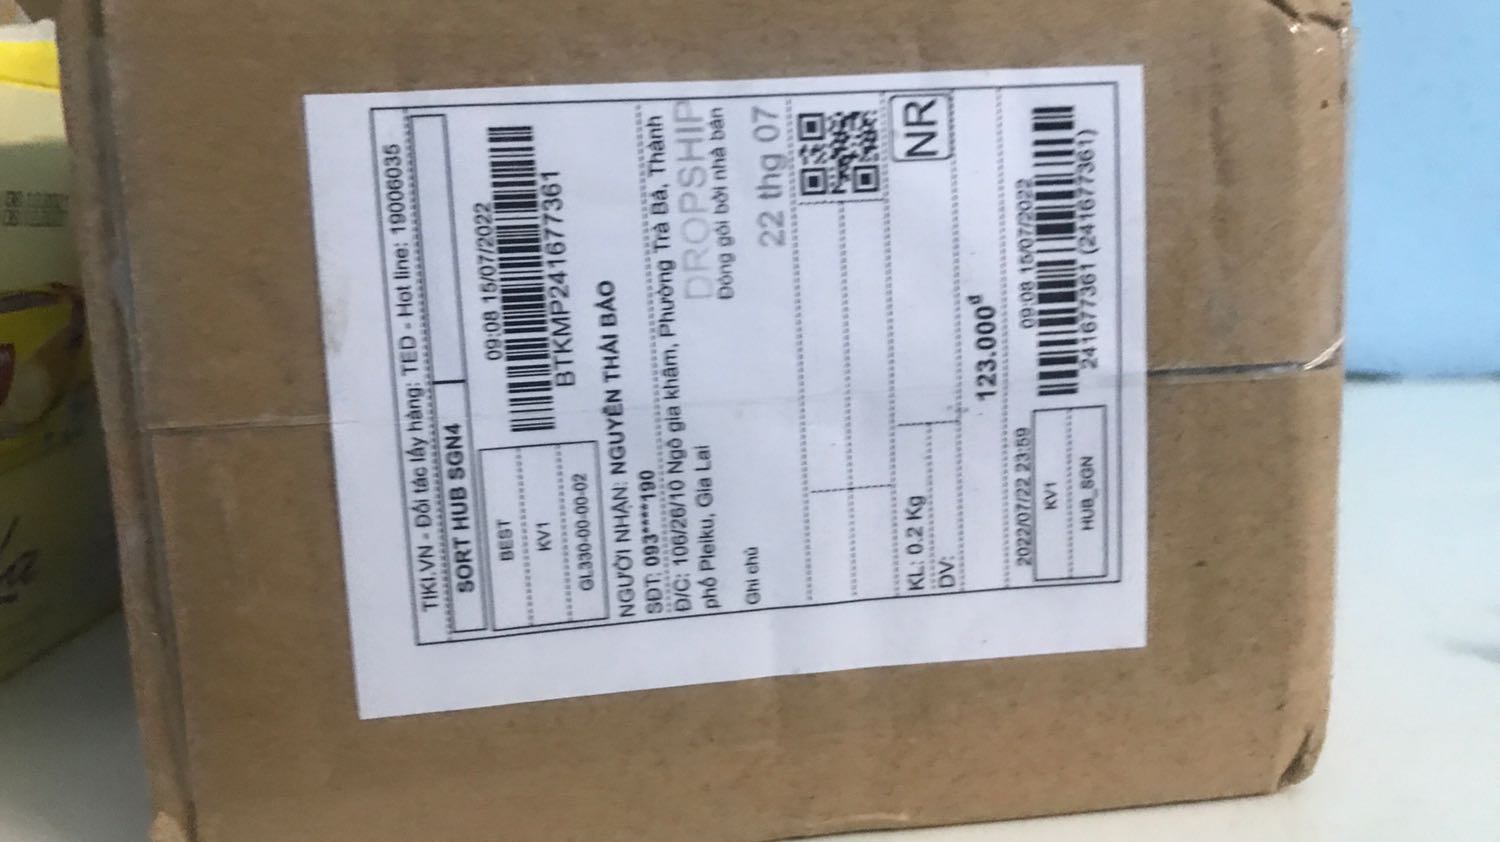 TIKI.VN - Đối tác lấy hàng: TED - Hot line: 19006035
SORT HUB SGN4
BEST
KV1
GL330-00-00-02
09:08 15/07/2022
BTKMP241677361
NGƯỜI NHẬN: NGUYỄN THÁI BẢO
SĐT: 093****190
Đ/C: 106/26/10 Ngô gia khảm, Phường Trà Bá, Thành
phố Pleiku, Gia Lai
DROPSHIP
Đóng gói bởi nhà bán
Ghi chú
22 thg 07
KL: 0.2 Kg
NR
DV:
123.000đ
2022/07/22 23:59
09:08 15/07/2022
KV1
HUB_SGN
241677361 (241677361)